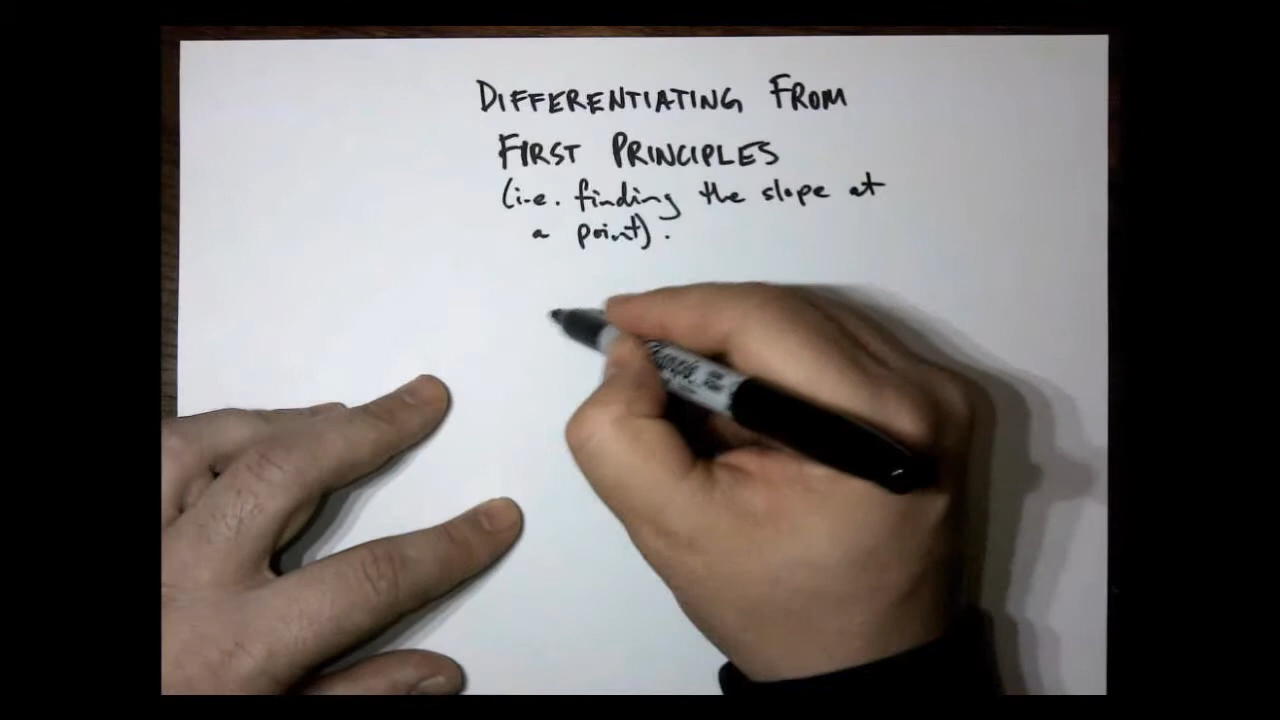 DIFFERENTIATING FROM
FIRST PRINCIPLES
(i.e. finding the slope at
a point).